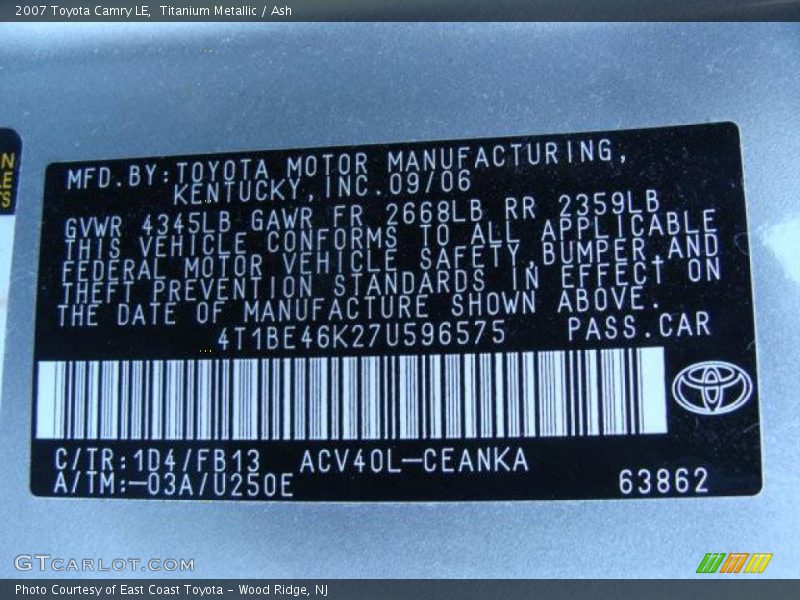 2007 Toyota Camry LE,  Titanium Metallic / Ash
N
LE
TS
MFD.BY:TOYOTA MOTOR MANUFACTURING,
KENTUCKY,INC.09/06
GVWR 4345LB GAWR FR 2668LB RR 2359LB
THIS VEHICLE CONFORMS TO ALL APPLICABLE
FEDERAL MOTOR VEHICLE SAFETY,BUMPER,AND
THEFT PREVENTION STANDARDS IN EFFECT ON
THE DATE OF MANUFACTURE SHOWN ABOVE.
4T1BE46K27U596575 PASS.CAR
C/TR:1D4/FB13 ACV40L-CEANKA
A/TM:-03A/U250E 63862
GTCARLOT.COM
Photo Courtesy of East Coast Toyota - Wood Ridge, NJ